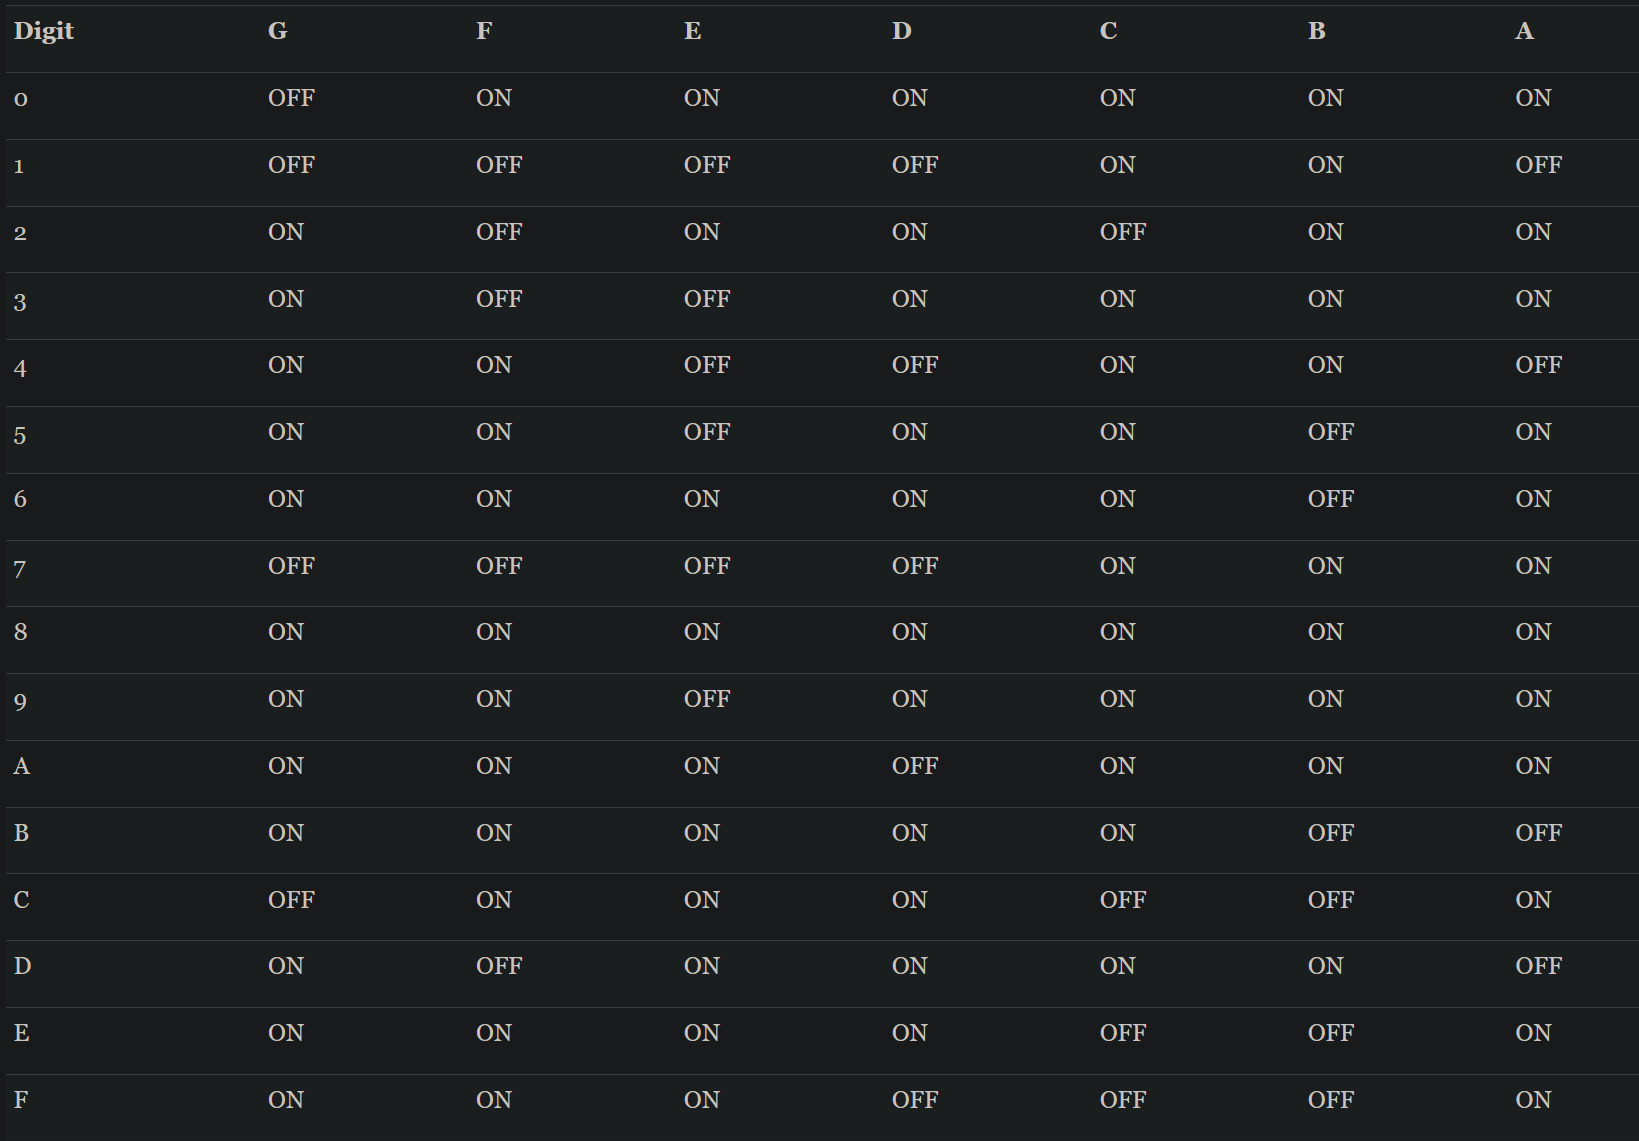 Digit G F E D C B A
0 OFF ON ON ON ON ON ON
1 OFF OFF OFF OFF ON ON OFF
2 ON OFF ON ON OFF ON ON
3 ON OFF OFF ON ON ON ON
4 ON ON OFF OFF ON ON OFF
5 ON ON OFF ON ON OFF ON
6 ON ON ON ON ON OFF ON
7 OFF OFF OFF OFF ON ON ON
8 ON ON ON ON ON ON ON
9 ON ON OFF ON ON ON ON
A ON ON ON OFF ON ON ON
B ON ON ON ON ON OFF OFF
C OFF ON ON ON OFF OFF ON
D ON OFF ON ON ON ON OFF
E ON ON ON ON OFF OFF ON
F ON ON ON OFF OFF OFF ON